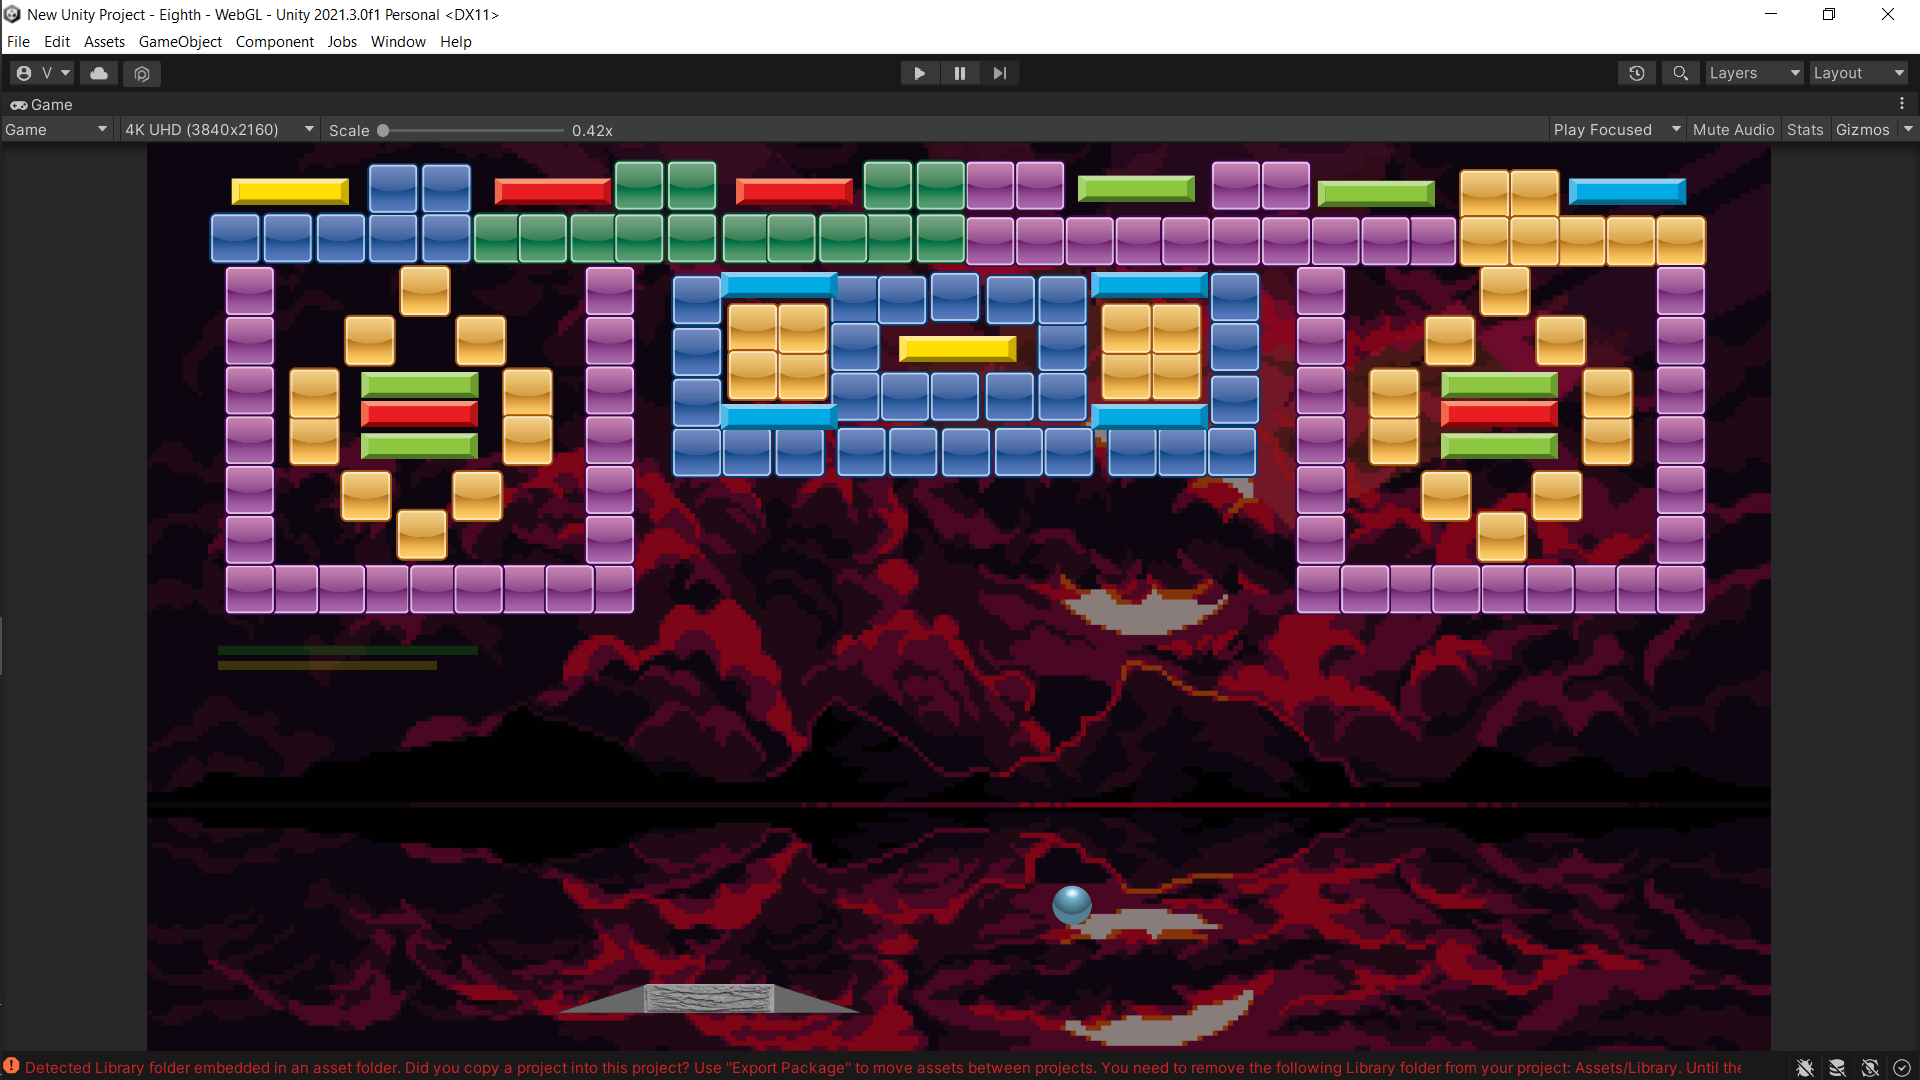 New Unity Project - Eighth - WebGL - Unity 2021.3.0f1 Personal <DX11>
File Edit Assets GameObject Component Jobs Window Help
V Layers Layout
Game
Game 4K UHD (3840x2160) Scale 0.42x Play Focused Mute Audio Stats Gizmos
Detected Library folder embedded in an asset folder. Did you copy a project into this project? Use "Export Package" to move assets between projects. You need to remove the following Library folder from your project: Assets/Library. Until the